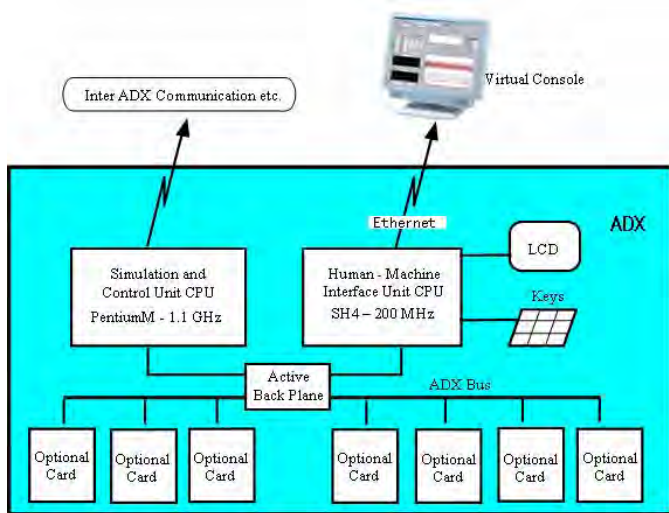 Virtual Console
Inter ADX Communication etc.
Ethernet
ADX
LCD
Simulation and
Control Unit CPU
PentiumM - 1.1 GHz
Human - Machine
Interface Unit CPU
SH4 – 200 MHz
Keys
Active
Back Plane
ADX Bus
Optional
Card
Optional
Card
Optional
Card
Optional
Card
Optional
Card
Optional
Card
Optional
Card